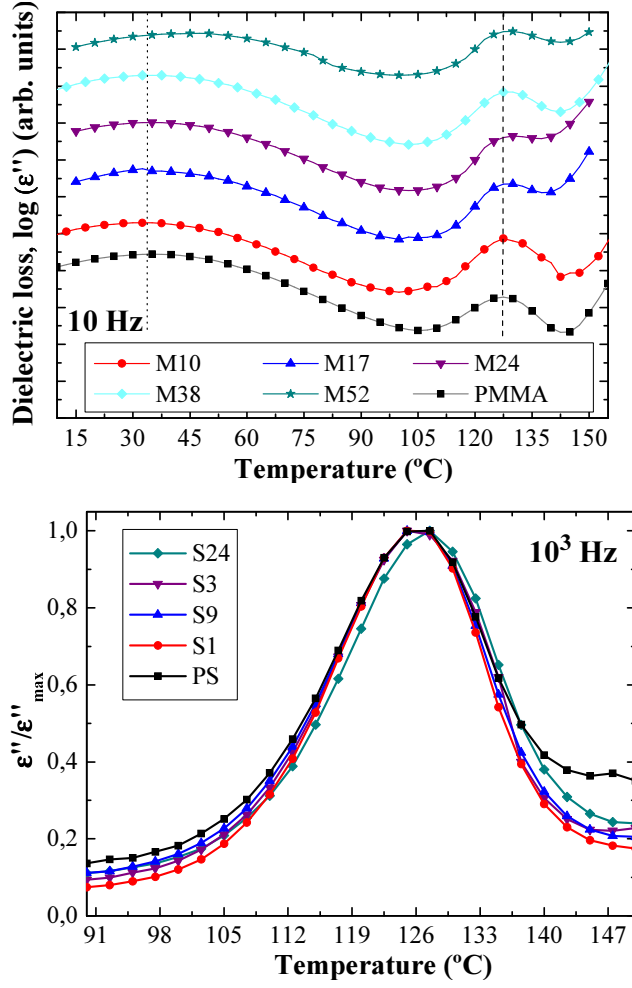 Dielectric loss, log (ε'') (arb. units)
10 Hz
M10 M17 M24
M38 M52 PMMA
15 30 45 60 75 90 105 120 135 150
Temperature (ºC)
ε''/ε''max
1,0
0,8
0,6
0,4
0,2
0,0
S24
S3
S9
S1
PS
10³ Hz
91 98 105 112 119 126 133 140 147
Temperature (ºC)